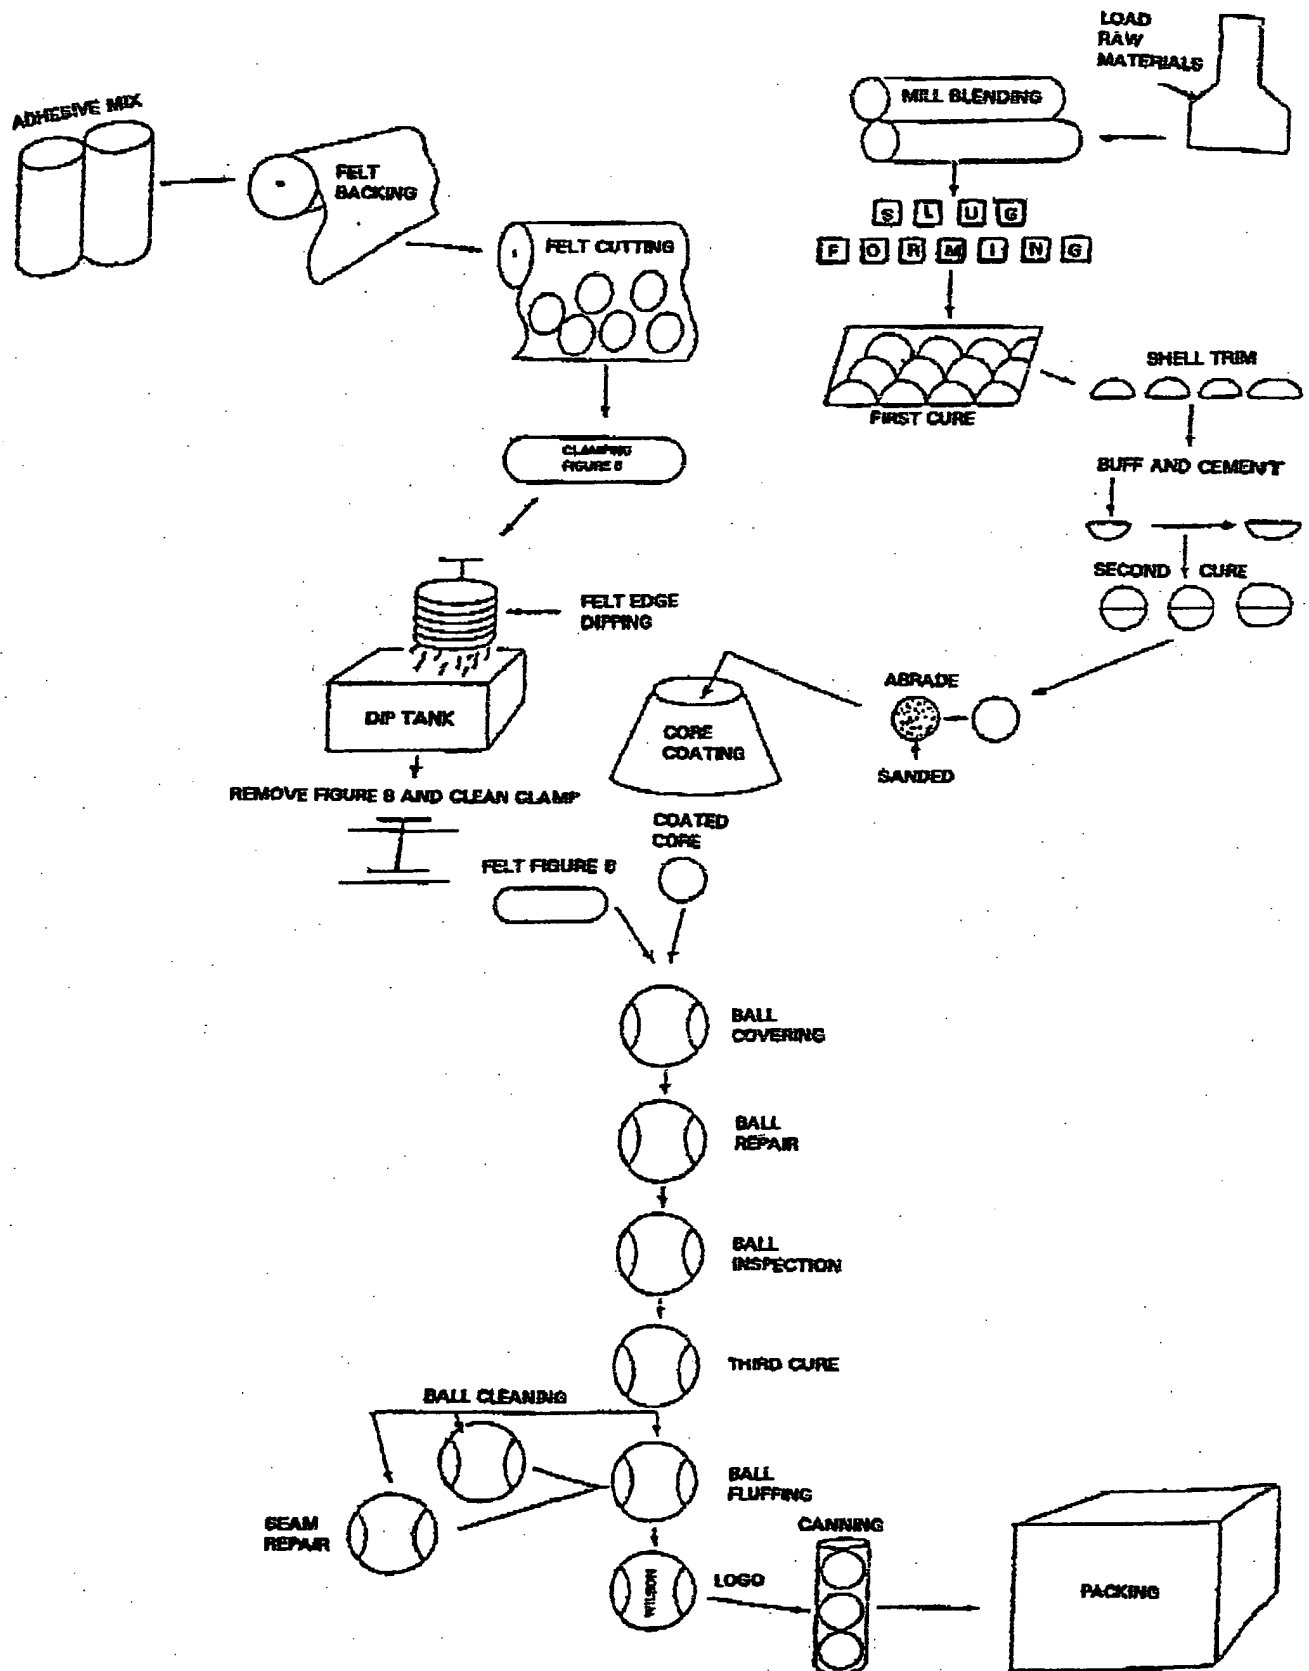 LOAD
RAW
MATERIALS
MILL BLENDING
ADHESIVE MIX
FELT
BACKING
SLUG
FORMING
FELT CUTTING
SHELL TRIM
FIRST CURE
CLAMPING
FIGURE 8
BUFF AND CEMENT
SECOND CURE
FELT EDGE
DIPPING
ABRADE
DIP TANK
CORE
COATING
SANDED
REMOVE FIGURE 8 AND CLEAN CLAMP
COATED
CORE
FELT FIGURE 8
BALL
COVERING
BALL
REPAIR
BALL
INSPECTION
THIRD CURE
BALL CLEANING
BALL
FLUFFING
SEAM
REPAIR
CANNING
LOGO
WILSON
PACKING